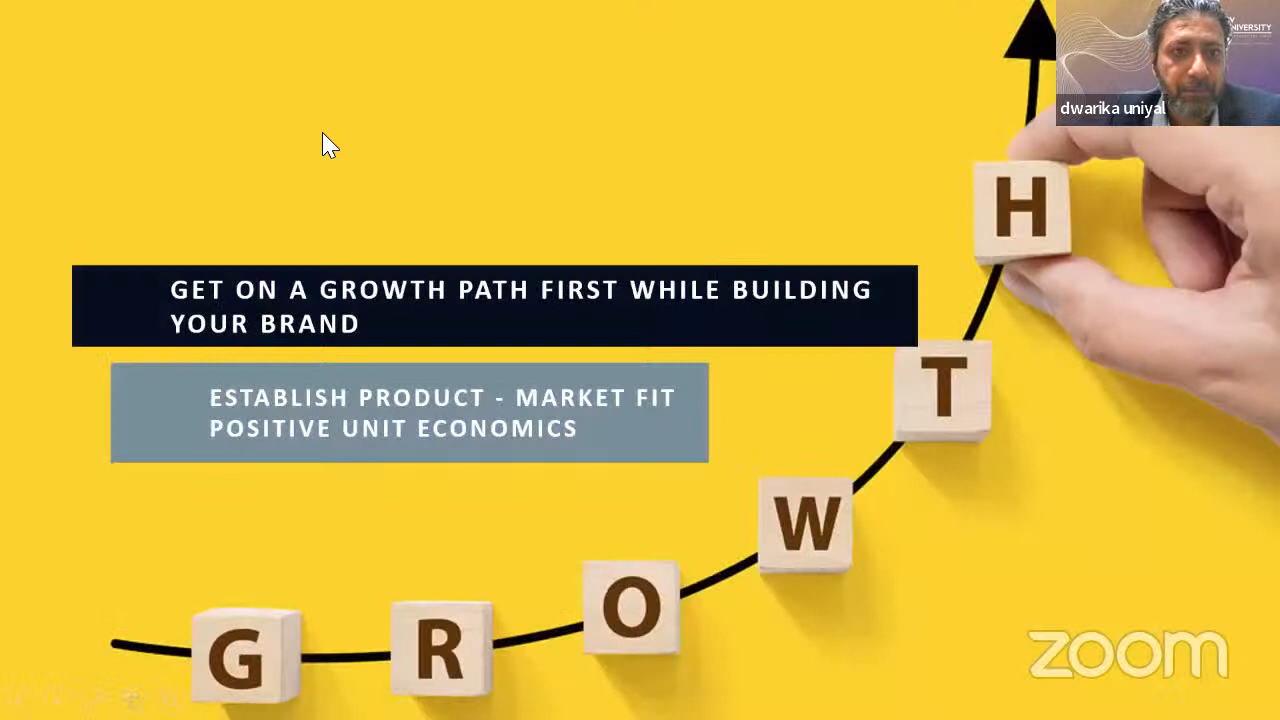 NIVERSITY
dwarika uniyal
GET ON A GROWTH PATH FIRST WHILE BUILDING
YOUR BRAND
ESTABLISH PRODUCT - MARKET FIT
POSITIVE UNIT ECONOMICS
G R O W T H
zoom